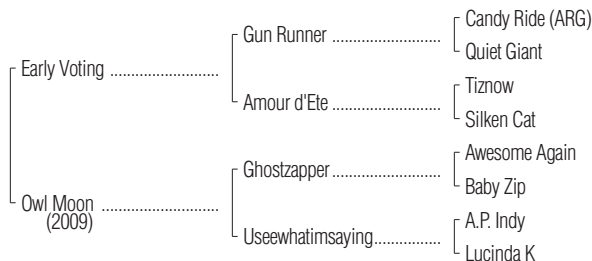 Candy Ride (ARG)
Gun Runner ..........................
Quiet Giant
Early Voting ..........................
Tiznow
Amour d'Ete ..........................
Silken Cat
Awesome Again
Ghostzapper ..........................
Baby Zip
Owl Moon ..........................
(2009)
A.P. Indy
Useewhatimsaying...................
Lucinda K